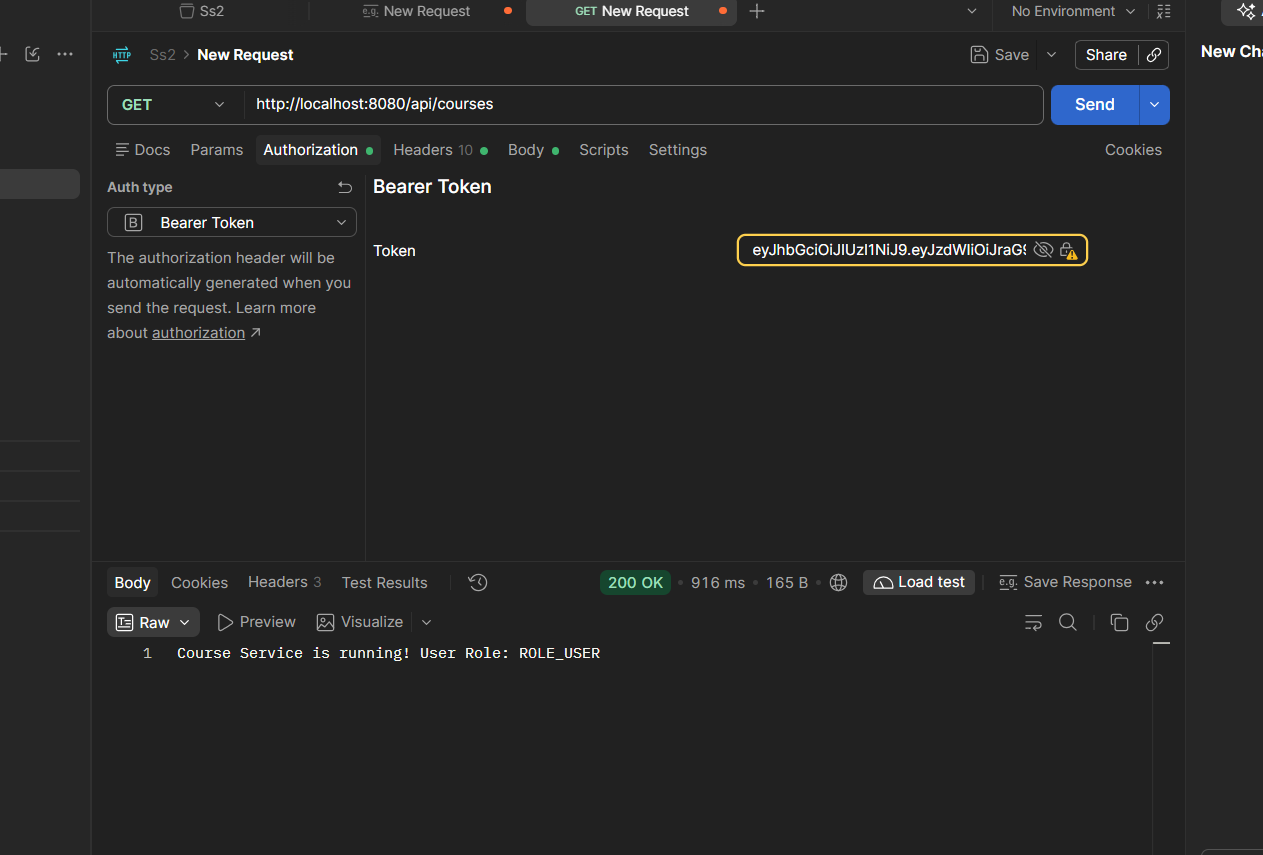 Ss2
e.g. New Request
GET New Request
No Environment
HTTP Ss2 > New Request
Save
Share
New Cha
GET
http://localhost:8080/api/courses
Send
Docs
Params
Authorization
Headers 10
Body
Scripts
Settings
Cookies
Auth type
Bearer Token
B Bearer Token
The authorization header will be
automatically generated when you
send the request. Learn more
about authorization ↗
Token
eyJhbGciOiJIUzI1NiJ9.eyJzdWIiOiJraG9
Body
Cookies
Headers 3
Test Results
200 OK • 916 ms • 165 B
Load test
e.g. Save Response
Raw
Preview
Visualize
1 Course Service is running! User Role: ROLE_USER